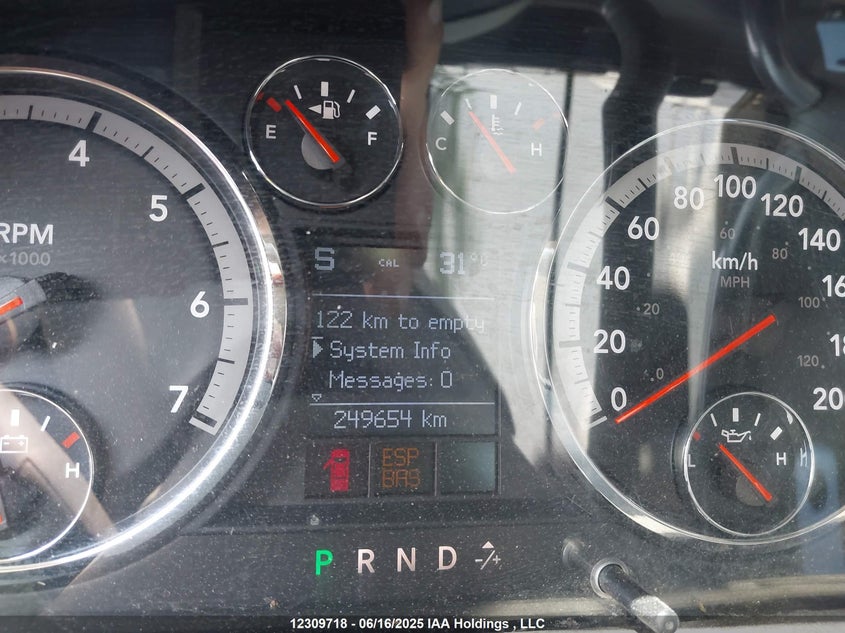 E F
C H
4
5
6
7
RPM
×1000
H
S CAL 31°C
122 km to empty
System Info
Messages: 0
249654 km
ESP
BAS
P R N D -/+
0 20 40 60 80 100 120 140
200
km/h
MPH
0 20 60 80 100 120
L H
12309718 - 06/16/2025 IAA Holdings , LLC